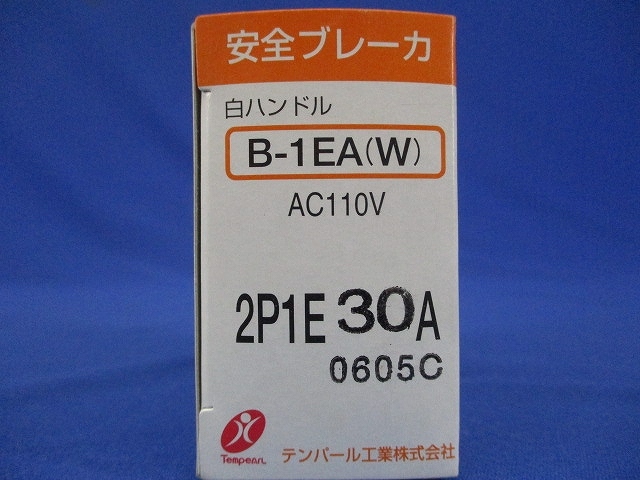 安全ブレーカ
白ハンドル
B-1EA(W)
AC110V
2P1E 30A
0605C
Tempearl
テンパール工業株式会社